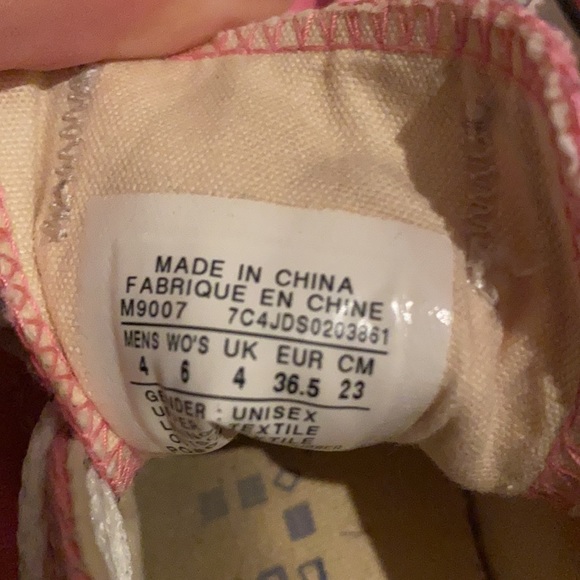 MADE IN CHINA
FABRIQUE EN CHINE
M9007 7C4JDS0203861
MENS WO'S UK EUR CM
4 6 4 36.5 23
GENDER : UNISEX
TEXTILE